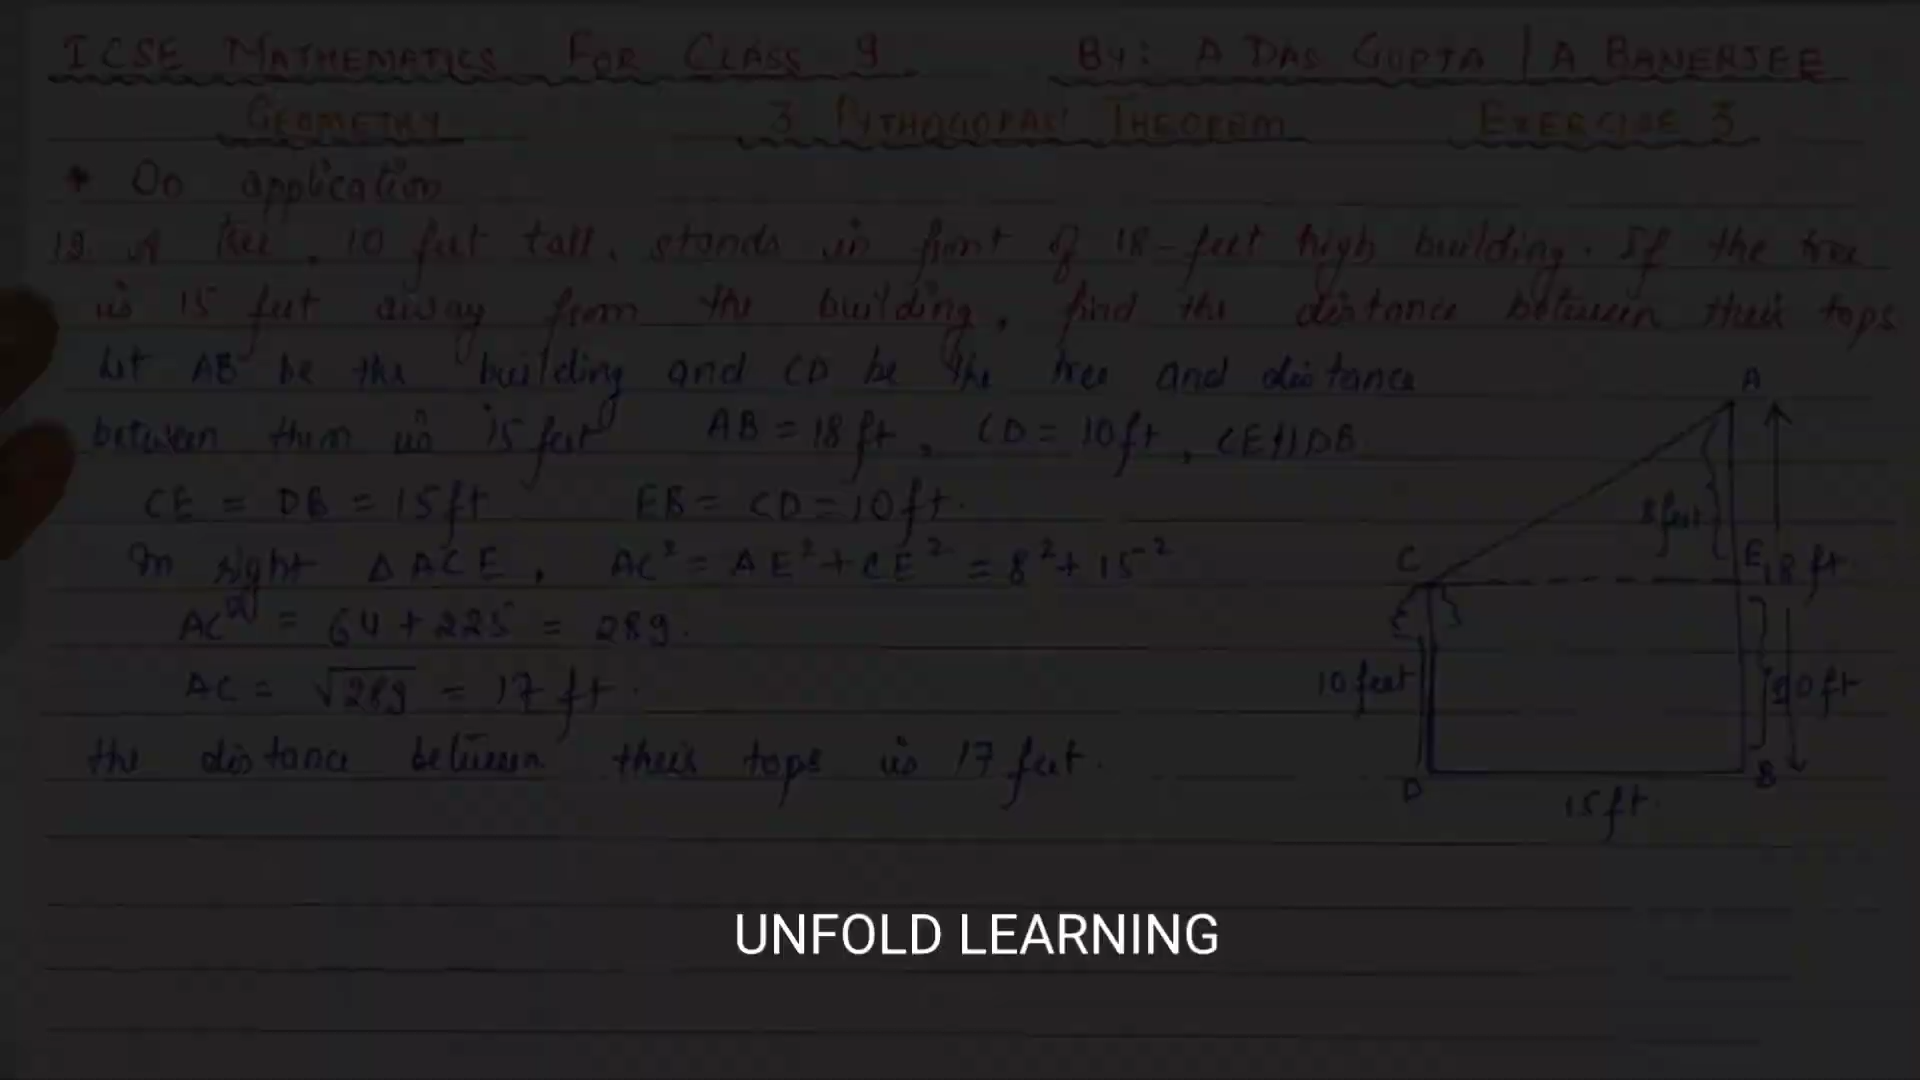 ICSE MATHEMATICS FOR CLASS 9 BY: A DAS GUPTA | A BANERJEE
GEOMETRY 3 PYTHAGORAS' THEOREM EXERCISE 3
* On application
A tree, 10 feet tall, stands in front of 18-feet high building. If the tree
is 15 feet away from the building, find the distance between their tops
Let AB be the building and CD be the tree and distance
between them is 15 feet AB = 18 ft, CD = 10 ft, CE || DB
CE = DB = 15 ft EB = CD = 10 ft.
In right Δ ACE, AC² = AE² + CE² = 8² + 15²
AC² = 64 + 225 = 289.
AC = √289 = 17 ft.
the distance between their tops is 17 feet.
A
8 feet
C
E
18 ft
10 feet
10 ft
D
B
15 ft.
UNFOLD LEARNING